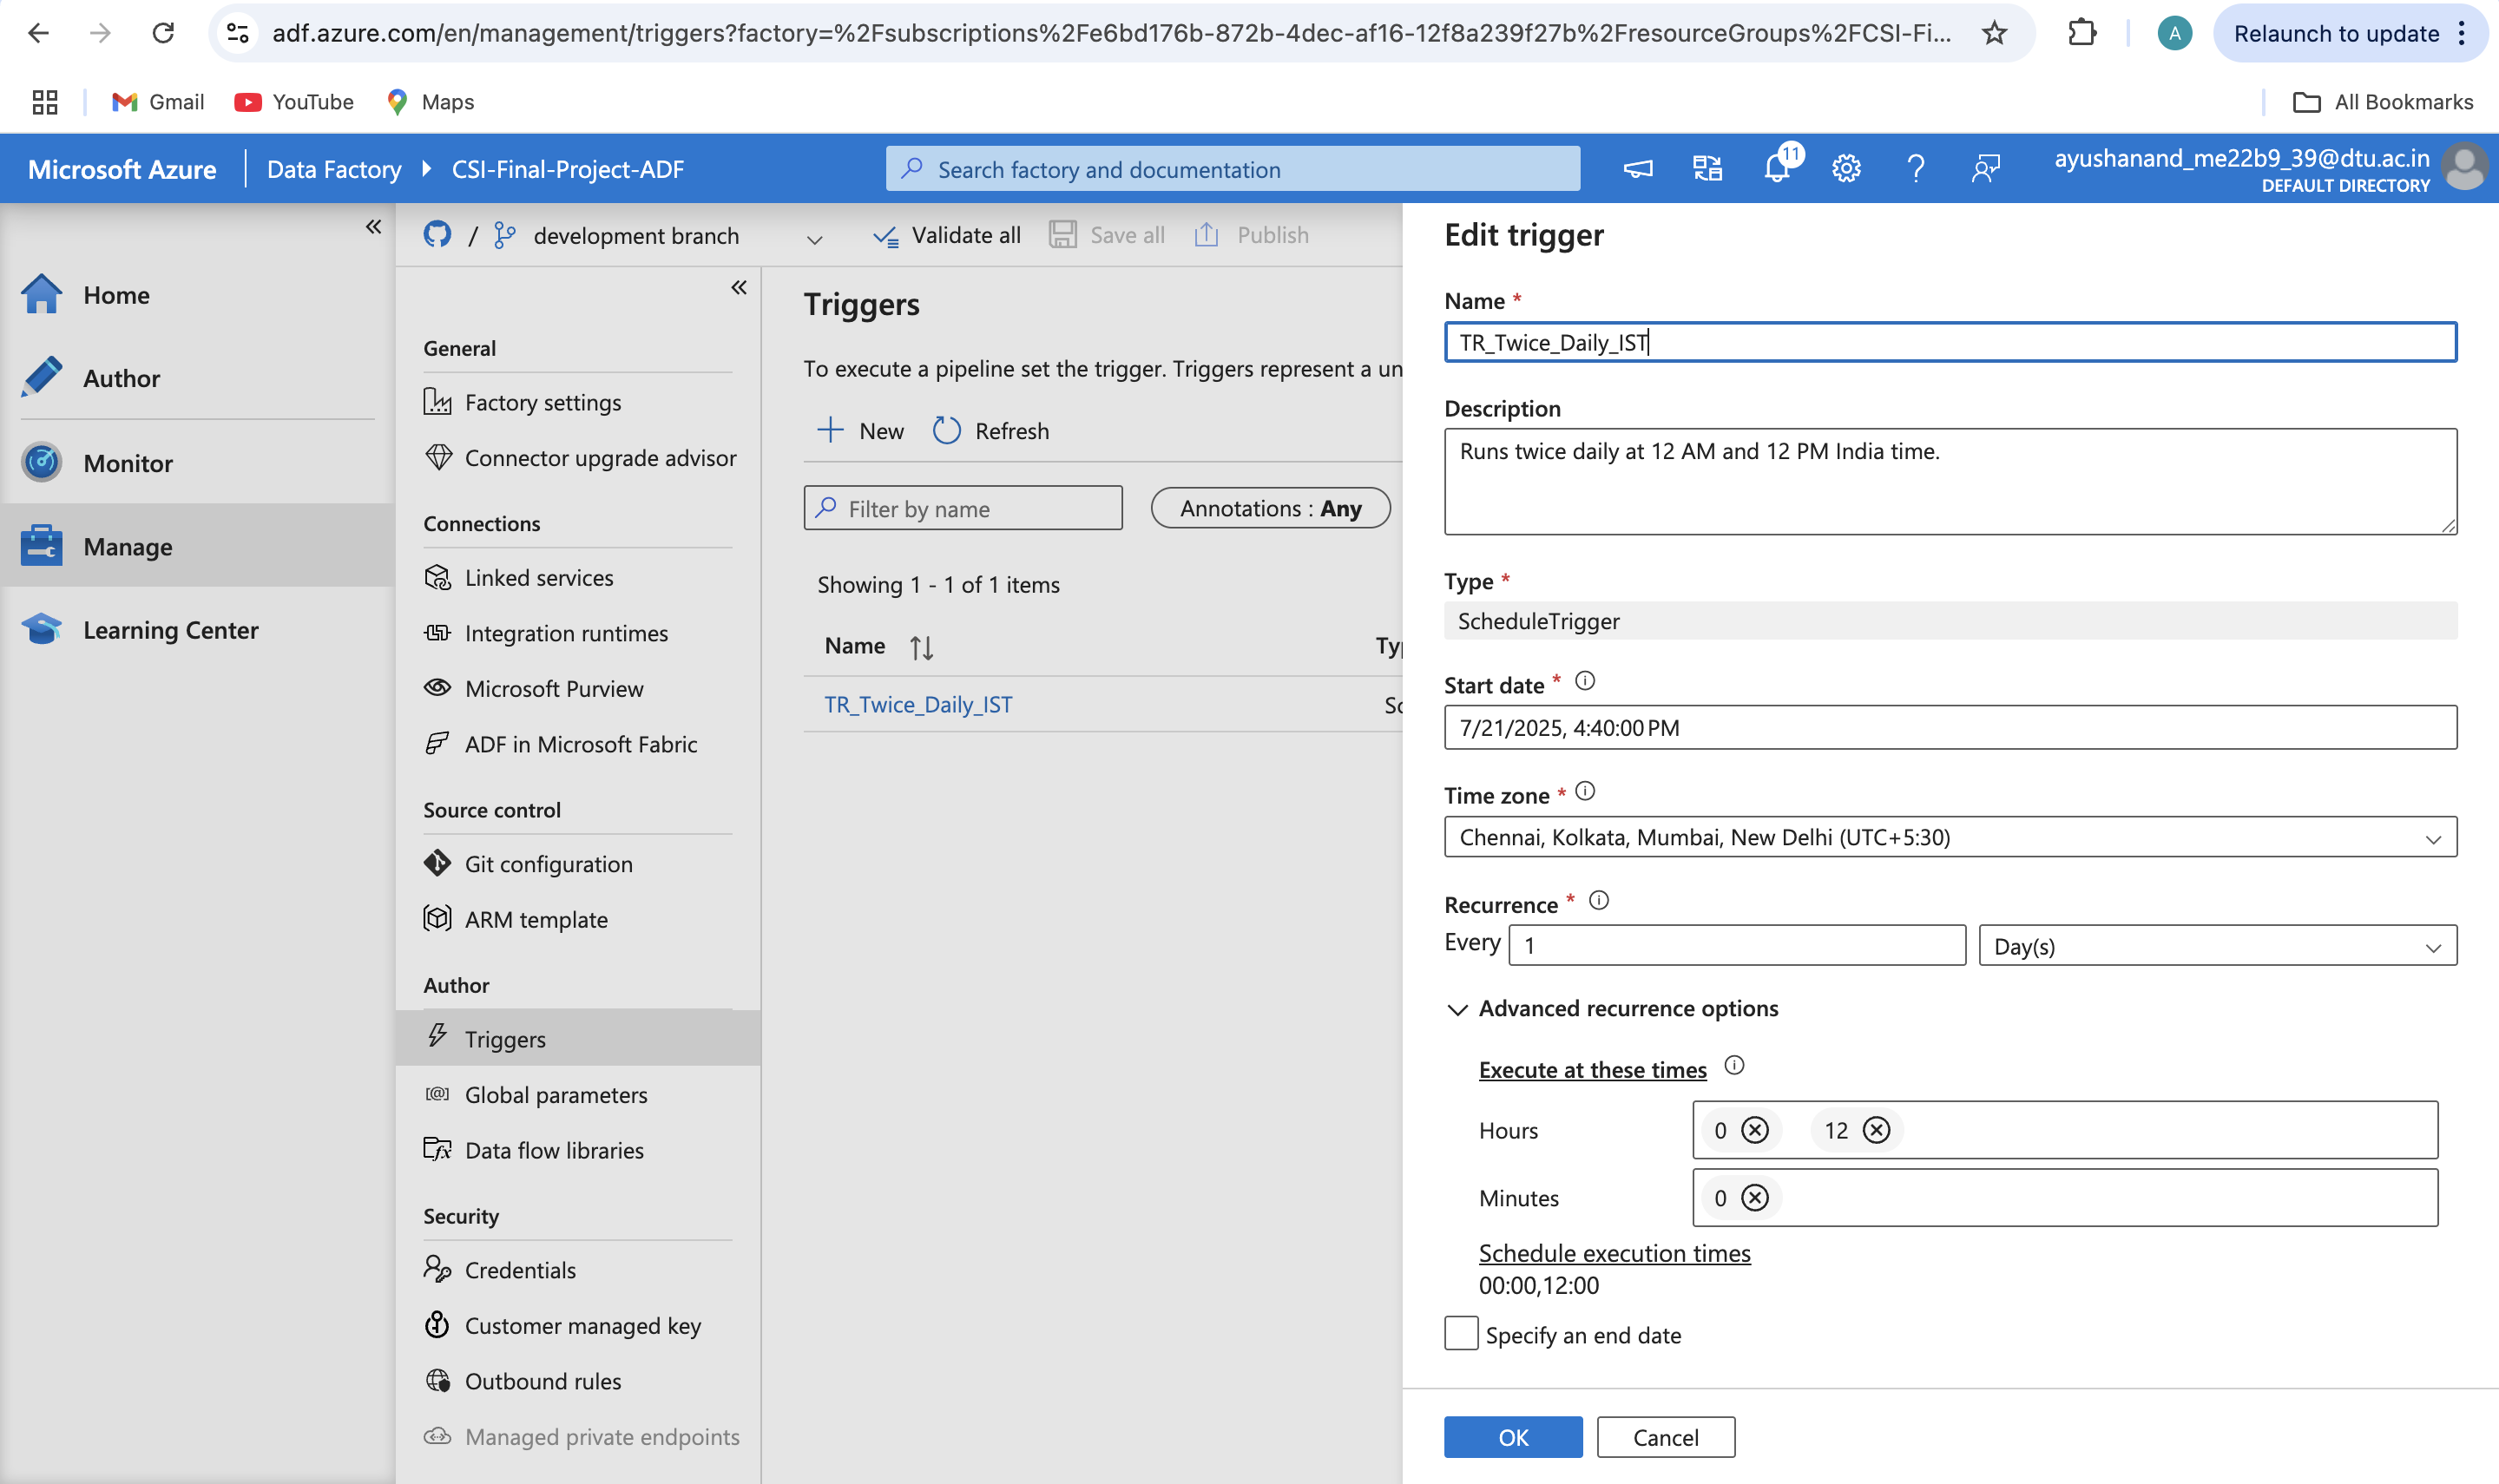 adf.azure.com/en/management/triggers?factory=%2Fsubscriptions%2Fe6bd176b-872b-4dec-af16-12f8a239f27b%2FresourceGroups%2FCSI-Fi...
A
Relaunch to update
Gmail
YouTube
Maps
All Bookmarks
Microsoft Azure
Data Factory
CSI-Final-Project-ADF
Search factory and documentation
11
ayushanand_me22b9_39@dtu.ac.in
DEFAULT DIRECTORY
Home
Author
Monitor
Manage
Learning Center
/ development branch
Validate all
Save all
Publish
General
Factory settings
Connector upgrade advisor
Connections
Linked services
Integration runtimes
Microsoft Purview
ADF in Microsoft Fabric
Source control
Git configuration
ARM template
Author
Triggers
Global parameters
Data flow libraries
Security
Credentials
Customer managed key
Outbound rules
Managed private endpoints
Triggers
To execute a pipeline set the trigger. Triggers represent a un
New
Refresh
Filter by name
Annotations : Any
Showing 1 - 1 of 1 items
Name
Typ
TR_Twice_Daily_IST
Sc
Edit trigger
Name *
TR_Twice_Daily_IST
Description
Runs twice daily at 12 AM and 12 PM India time.
Type *
ScheduleTrigger
Start date *
7/21/2025, 4:40:00 PM
Time zone *
Chennai, Kolkata, Mumbai, New Delhi (UTC+5:30)
Recurrence *
Every 1 Day(s)
Advanced recurrence options
Execute at these times
Hours 0 12
Minutes 0
Schedule execution times
00:00,12:00
Specify an end date
OK
Cancel